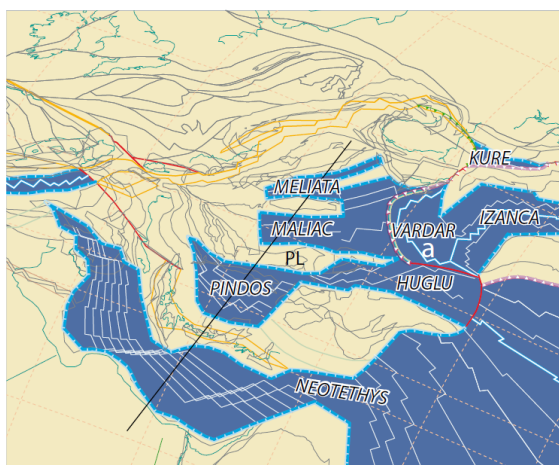 KURE
MELIATA
IZANCA
MALIAC
VARDAR
a
PL
PINDOS
HUGLU
NEOTETHYS